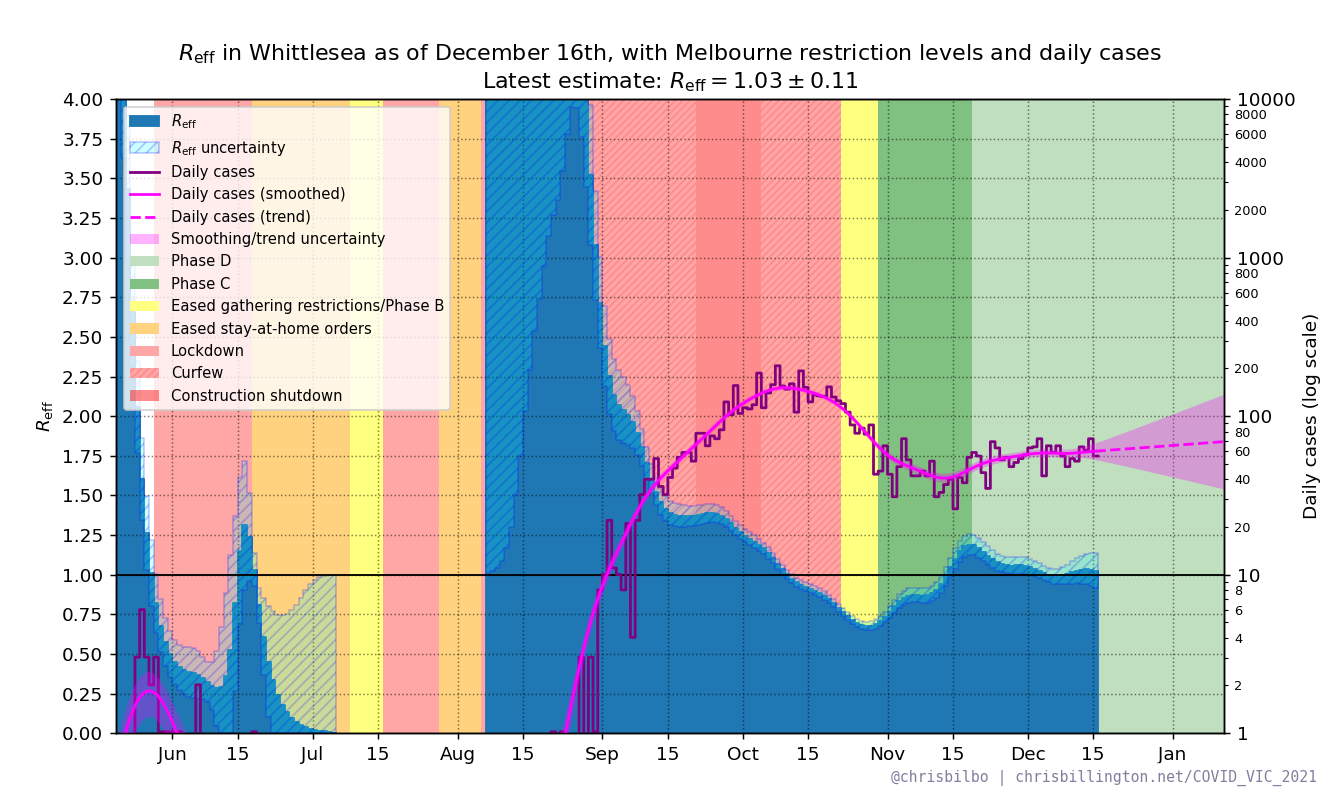 Reff in Whittlesea as of December 16th, with Melbourne restriction levels and daily cases
Latest estimate: Reff = 1.03 ± 0.11
Reff
Reff uncertainty
Daily cases
Daily cases (smoothed)
Daily cases (trend)
Smoothing/trend uncertainty
Phase D
Phase C
Eased gathering restrictions/Phase B
Eased stay-at-home orders
Lockdown
Curfew
Construction shutdown
Reff
4.00
3.75
3.50
3.25
3.00
2.75
2.50
2.25
2.00
1.75
1.50
1.25
1.00
0.75
0.50
0.25
0.00
Jun 15 Jul 15 Aug 15 Sep 15 Oct 15 Nov 15 Dec 15 Jan
10000
8000
6000
4000
2000
1000
800
600
400
200
100
80
60
40
20
10
8
6
4
2
1
Daily cases (log scale)
@chrisbilbo | chrisbillington.net/COVID_VIC_2021